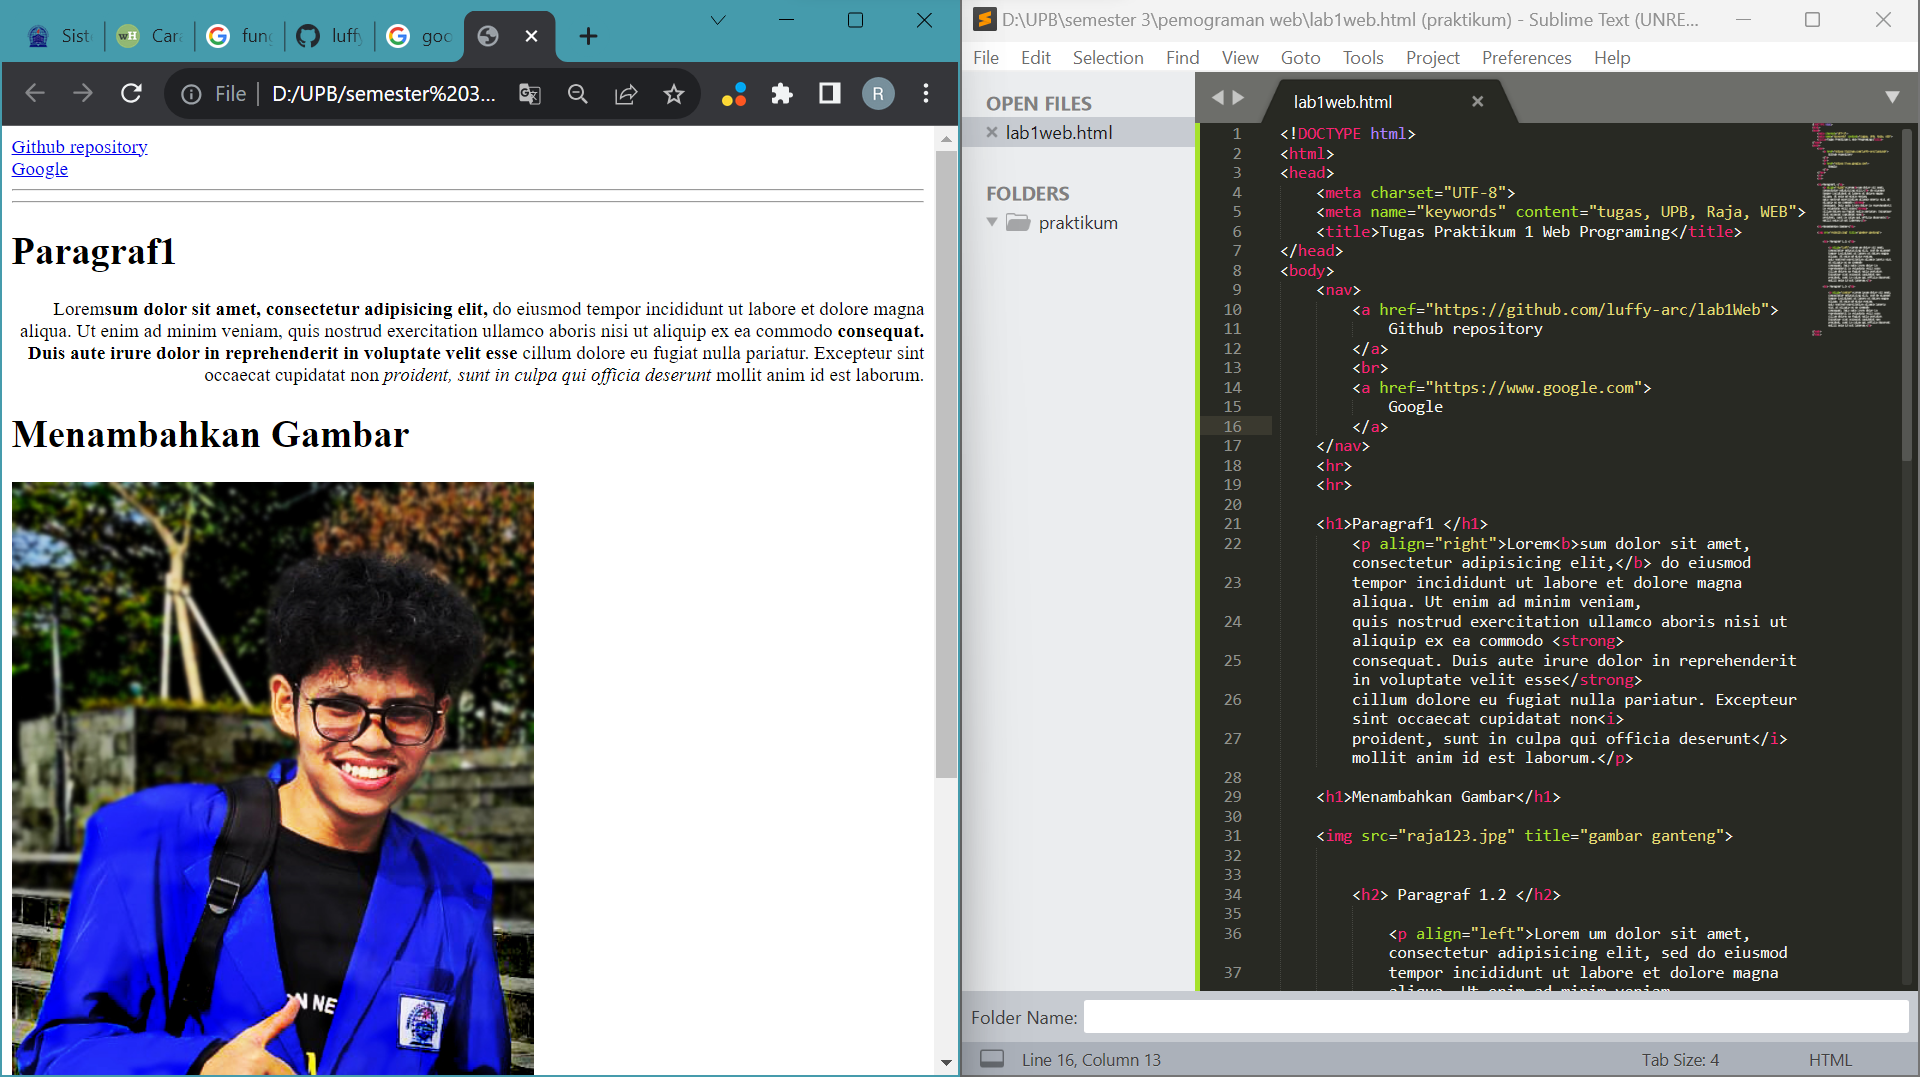 Sist
Car
fung
luffy
goo
File
D:/UPB/semester%203...
R
Github repository
Google
Paragraf1
Loremsum dolor sit amet, consectetur adipisicing elit, do eiusmod tempor incididunt ut labore et dolore magna
aliqua. Ut enim ad minim veniam, quis nostrud exercitation ullamco aboris nisi ut aliquip ex ea commodo consequat.
Duis aute irure dolor in reprehenderit in voluptate velit esse cillum dolore eu fugiat nulla pariatur. Excepteur sint
occaecat cupidatat non proident, sunt in culpa qui officia deserunt mollit anim id est laborum.
Menambahkan Gambar
D:\UPB\semester 3\pemograman web\lab1web.html (praktikum) - Sublime Text (UNRE...
File Edit Selection Find View Goto Tools Project Preferences Help
OPEN FILES
lab1web.html
FOLDERS
praktikum
lab1web.html
1 <!DOCTYPE html>
2 <html>
3 <head>
4 <meta charset="UTF-8">
5 <meta name="keywords" content="tugas, UPB, Raja, WEB">
6 <title>Tugas Praktikum 1 Web Programing</title>
7 </head>
8 <body>
9 <nav>
10 <a href="https://github.com/luffy-arc/lab1Web">
11 Github repository
12 </a>
13 <br>
14 <a href="https://www.google.com">
15 Google
16 </a>
17 </nav>
18 <hr>
19 <hr>
20
21 <h1>Paragraf1 </h1>
22 <p align="right">Lorem<b>sum dolor sit amet,
consectetur adipisicing elit,</b> do eiusmod
23 tempor incididunt ut labore et dolore magna
aliqua. Ut enim ad minim veniam,
24 quis nostrud exercitation ullamco aboris nisi ut
aliquip ex ea commodo <strong>
25 consequat. Duis aute irure dolor in reprehenderit
in voluptate velit esse</strong>
26 cillum dolore eu fugiat nulla pariatur. Excepteur
sint occaecat cupidatat non<i>
27 proident, sunt in culpa qui officia deserunt</i>
mollit anim id est laborum.</p>
28
29 <h1>Menambahkan Gambar</h1>
30
31 <img src="raja123.jpg" title="gambar ganteng">
32
33
34 <h2> Paragraf 1.2 </h2>
35
36 <p align="left">Lorem um dolor sit amet,
consectetur adipisicing elit, sed do eiusmod
37 tempor incididunt ut labore et dolore magna
aliqua. Ut enim ad minim veniam,
Folder Name:
Line 16, Column 13
Tab Size: 4
HTML